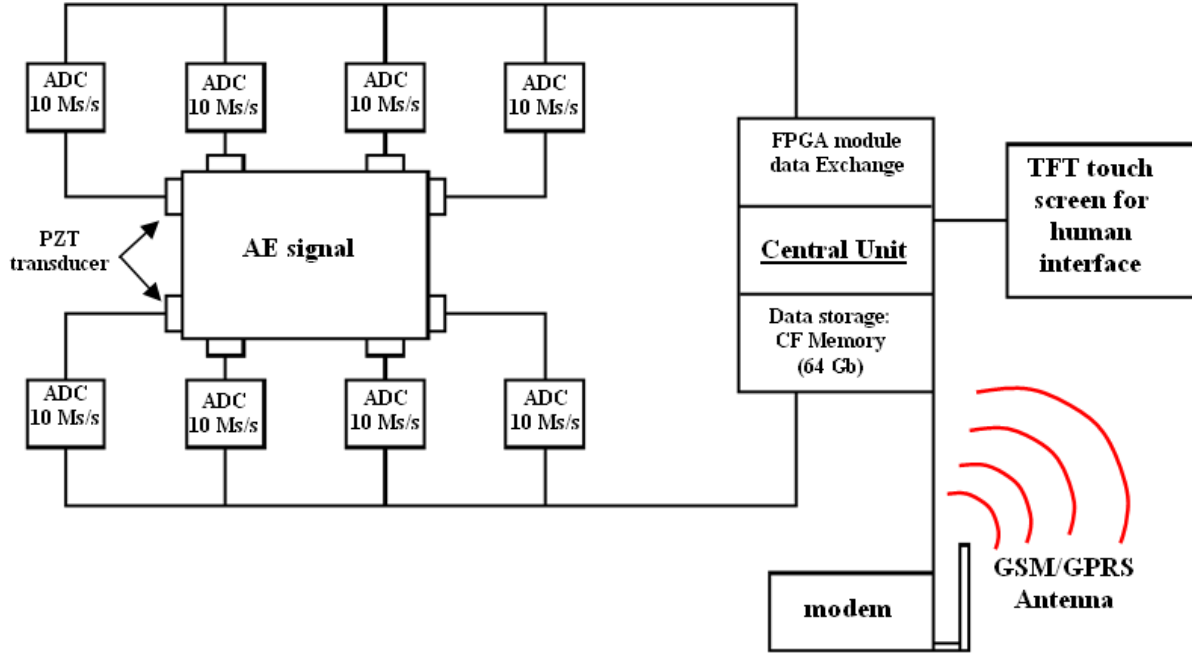 ADC
10 Ms/s
ADC
10 Ms/s
ADC
10 Ms/s
ADC
10 Ms/s
FPGA module
data Exchange
TFT touch
screen for
human
interface
PZT
transducer
AE signal
Central Unit
Data storage:
CF Memory
(64 Gb)
ADC
10 Ms/s
ADC
10 Ms/s
ADC
10 Ms/s
ADC
10 Ms/s
GSM/GPRS
Antenna
modem